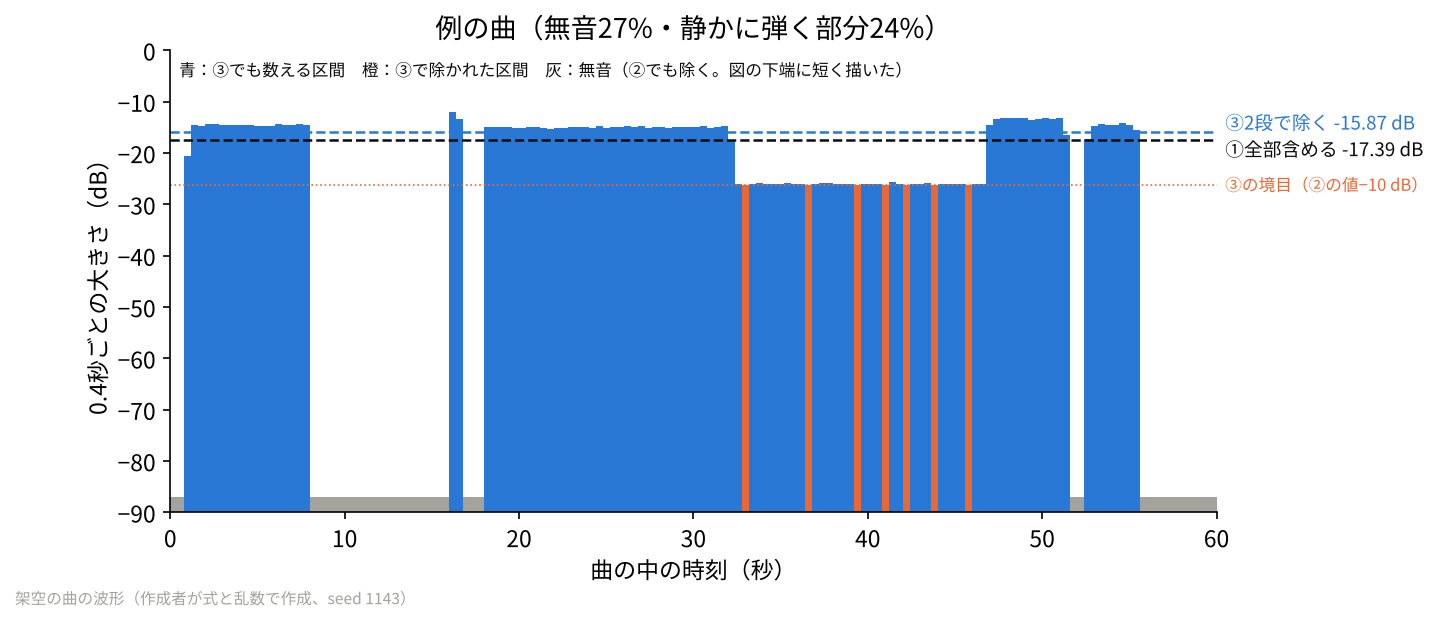 例の曲（無音27%・静かに弾く部分24%）
青：③でも数える区間　橙：③で除かれた区間　灰：無音（②でも除く。図の下端に短く描いた）
0
−10
−20
−30
−40
−50
−60
−70
−80
−90
0.4秒ごとの大きさ（dB）
③2段で除く -15.87 dB
①全部含める -17.39 dB
③の境目（②の値−10 dB）
0 10 20 30 40 50 60
曲の中の時刻（秒）
架空の曲の波形（作成者が式と乱数で作成、seed 1143）